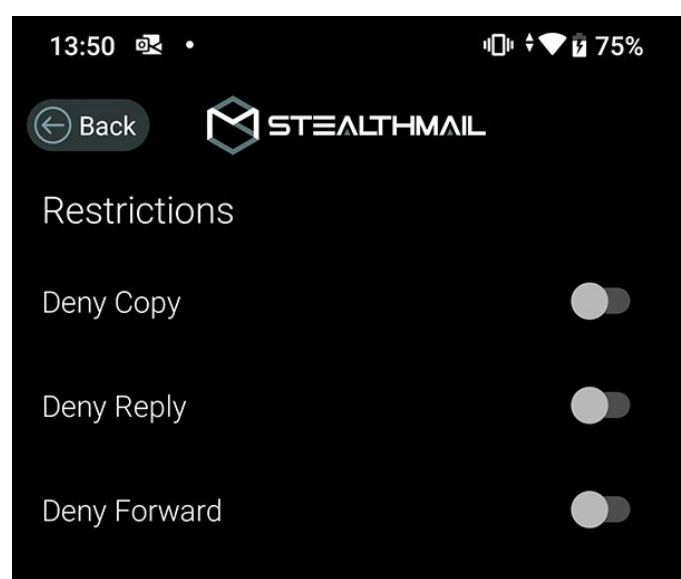 13:50 75%
Back STEALTHMAIL
Restrictions
Deny Copy
Deny Reply
Deny Forward